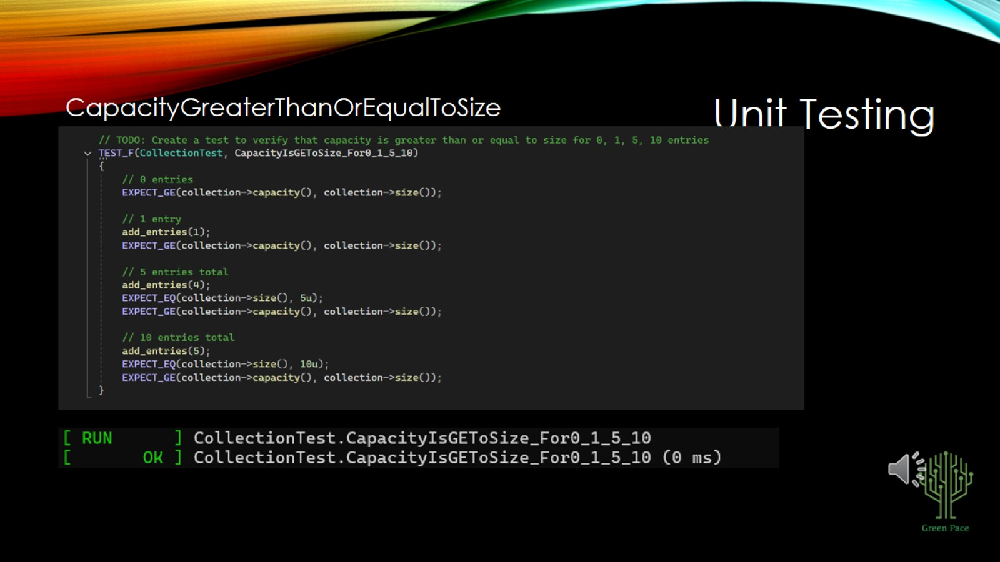 CapacityGreaterThanOrEqualToSize
Unit Testing
// TODO: Create a test to verify that capacity is greater than or equal to size for 0, 1, 5, 10 entries
TEST_F(CollectionTest, CapacityIsGEToSize_For0_1_5_10)
{
// 0 entries
EXPECT_GE(collection->capacity(), collection->size());
// 1 entry
add_entries(1);
EXPECT_GE(collection->capacity(), collection->size());
// 5 entries total
add_entries(4);
EXPECT_EQ(collection->size(), 5u);
EXPECT_GE(collection->capacity(), collection->size());
// 10 entries total
add_entries(5);
EXPECT_EQ(collection->size(), 10u);
EXPECT_GE(collection->capacity(), collection->size());
}
[ RUN      ] CollectionTest.CapacityIsGEToSize_For0_1_5_10
[       OK ] CollectionTest.CapacityIsGEToSize_For0_1_5_10 (0 ms)
Green Pace